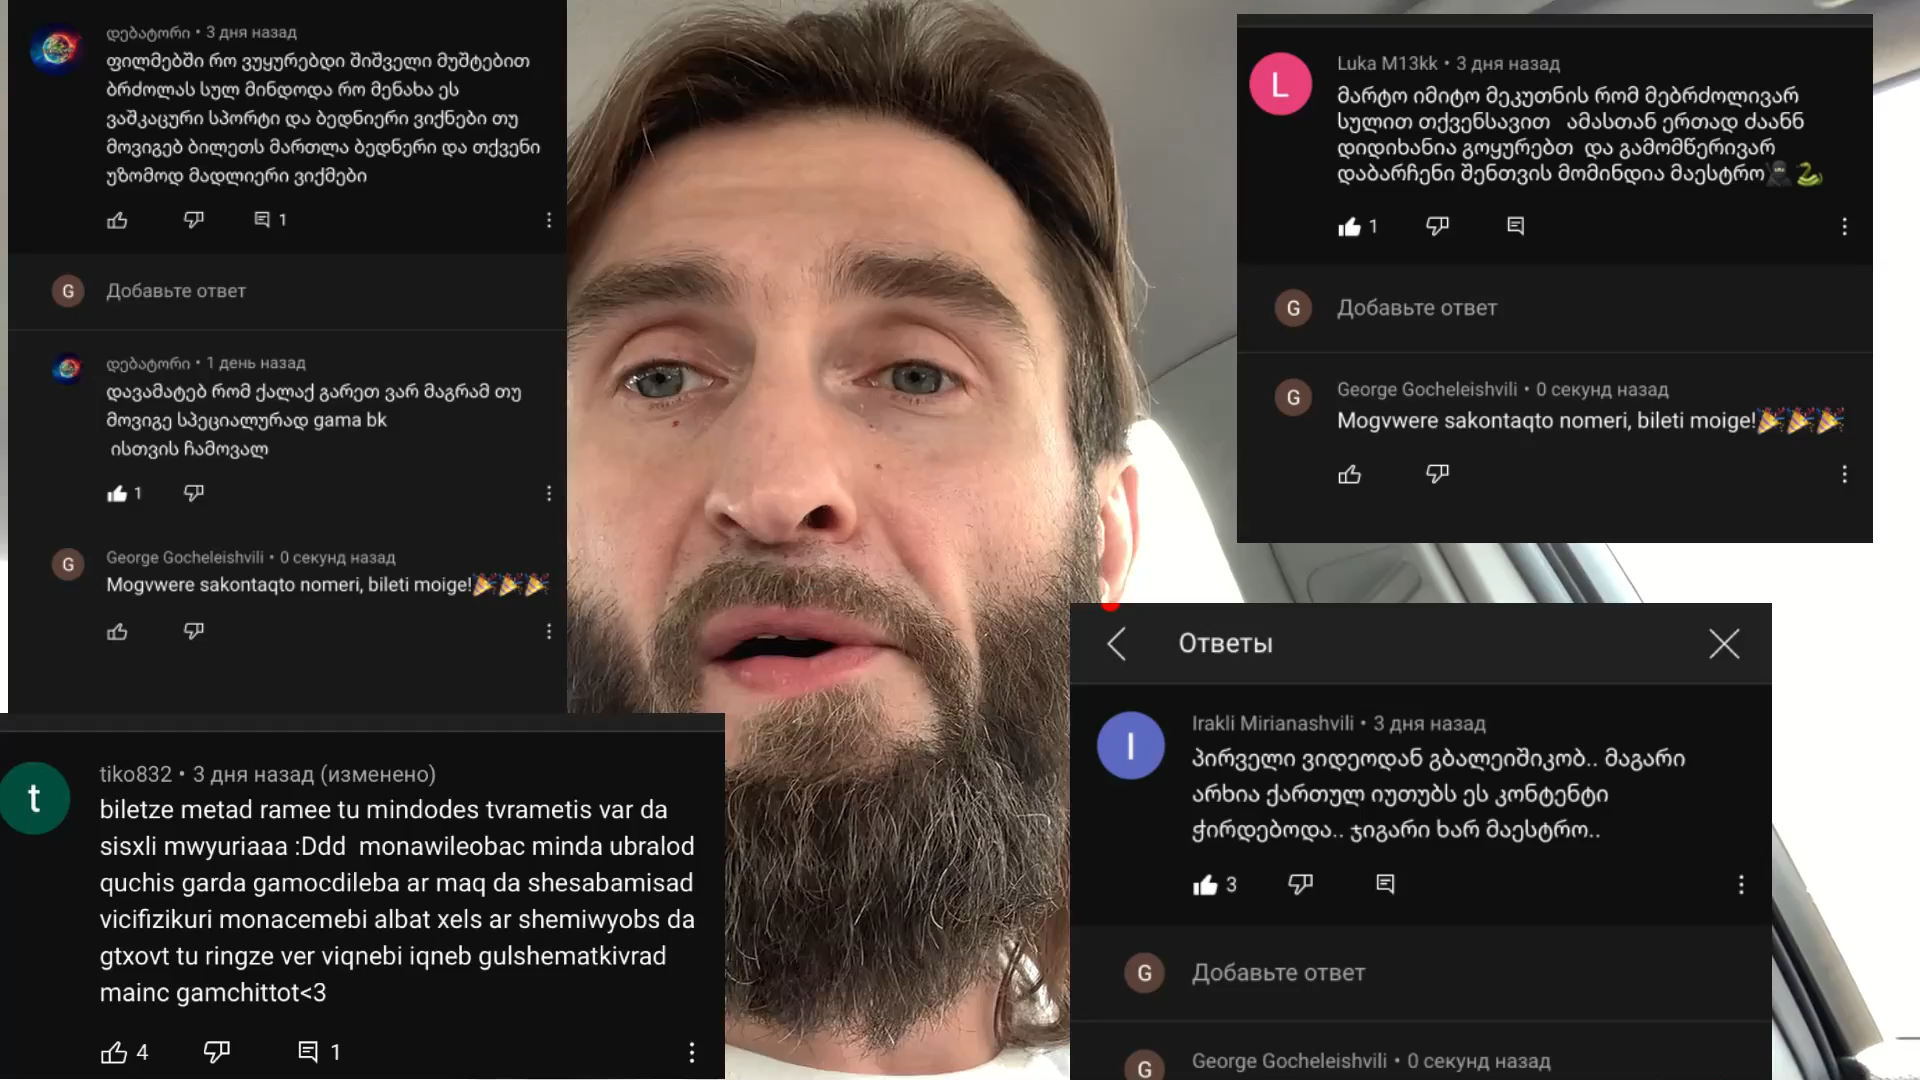 დებატორი • 3 дня назад
ფილმებში რო ვუყურებდი შიშველი მუშტებით
ბრძოლას სულ მინდოდა რო მენახა ეს
ვაშკაცური სპორტი და ბედნიერი ვიქნები თუ
მოვიგებ ბილეთს მართლა ბედნერი და თქვენი
უზომოდ მადლიერი ვიქმები
1
Добавьте ответ
დებატორი • 1 день назад
დავამატებ რომ ქალაქ გარეთ ვარ მაგრამ თუ
მოვიგე სპეციალურად gama bk
ისთვის ჩამოვალ
1
George Gocheleishvili • 0 секунд назад
Mogvwere sakontaqto nomeri, bileti moige!🎉🎉🎉
tiko832 • 3 дня назад (изменено)
biletze metad ramee tu mindodes tvrametis var da
sisxli mwyuriaaa :Ddd monawileobac minda ubralod
quchis garda gamocdileba ar maq da shesabamisad
vicifizikuri monacemebi albat xels ar shemiwyobs da
gtxovt tu ringze ver viqnebi iqneb gulshematkivrad
mainc gamchittot<3
4 1
Luka M13kk • 3 дня назад
მარტო იმიტო მეკუთნის რომ მებრძოლივარ
სულით თქვენსავით ამასთან ერთად ძაანნ
დიდიხანია გოყურებთ და გამომწერივარ
დაბარჩენი შენთვის მომინდია მაესტრო🥷🐍
1
Добавьте ответ
George Gocheleishvili • 0 секунд назад
Mogvwere sakontaqto nomeri, bileti moige!🎉🎉🎉
Ответы
Irakli Mirianashvili • 3 дня назад
პირველი ვიდეოდან გბალეიშიკობ.. მაგარი
არხია ქართულ იუთუბს ეს კონტენტი
ჭირდებოდა.. ჯიგარი ხარ მაესტრო..
3
Добавьте ответ
George Gocheleishvili • 0 секунд назад